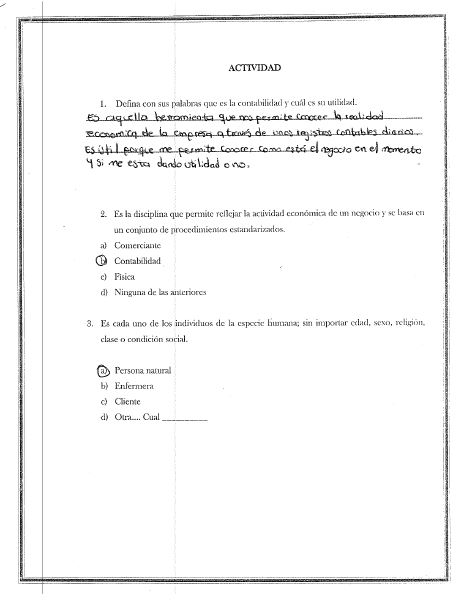 ACTIVIDAD
1. Defina con sus palabras que es la contabilidad y cuál es su utilidad.
Es aquella herramienta que nos permite conocer la realidad
economica de la empresa a través de unos registros contables diarios.
Es útil porque me permite conocer como está el negocio en el momento
y si me esta dando utilidad o no.
2. Es la disciplina que permite reflejar la actividad económica de un negocio y se basa en
un conjunto de procedimientos estandarizados.
a) Comerciante
b) Contabilidad
c) Física
d) Ninguna de las anteriores
3. Es cada uno de los individuos de la especie humana; sin importar edad, sexo, religión,
clase o condición social.
a) Persona natural
b) Enfermera
c) Cliente
d) Otra.... Cual __________